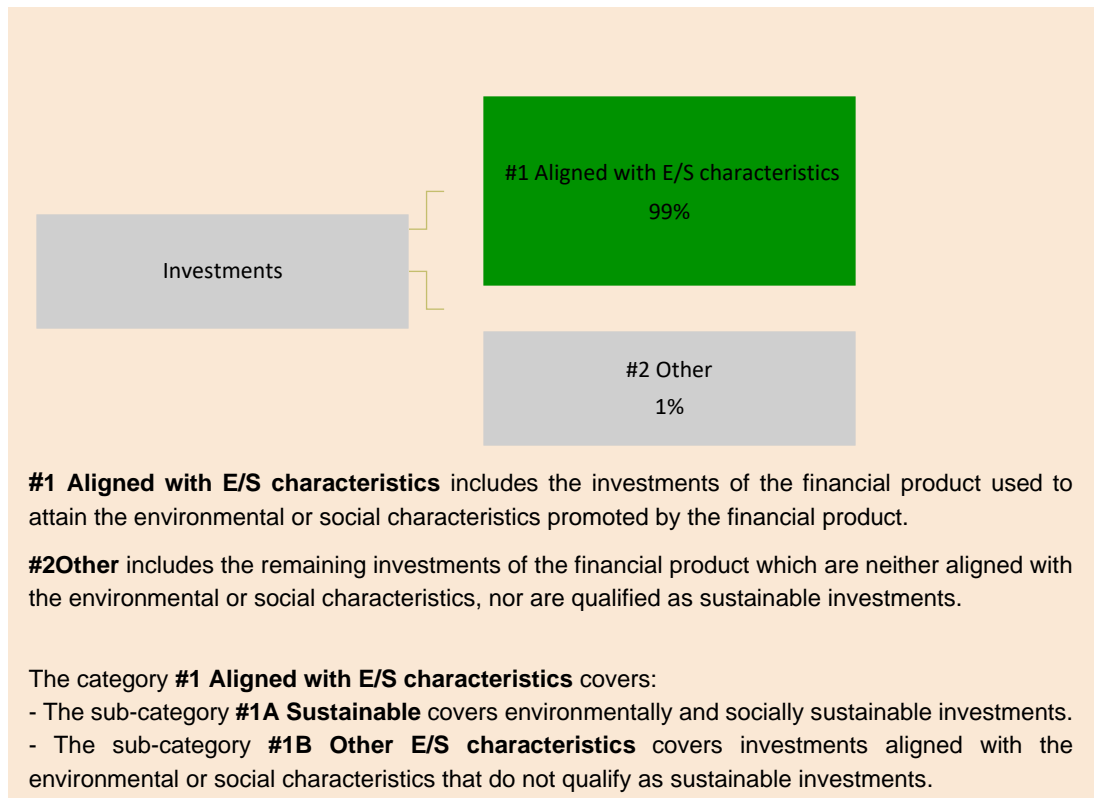 #1 Aligned with E/S characteristics
99%
Investments
#2 Other
1%
#1 Aligned with E/S characteristics includes the investments of the financial product used to
attain the environmental or social characteristics promoted by the financial product.
#2Other includes the remaining investments of the financial product which are neither aligned with
the environmental or social characteristics, nor are qualified as sustainable investments.
The category #1 Aligned with E/S characteristics covers:
- The sub-category #1A Sustainable covers environmentally and socially sustainable investments.
- The sub-category #1B Other E/S characteristics covers investments aligned with the
environmental or social characteristics that do not qualify as sustainable investments.